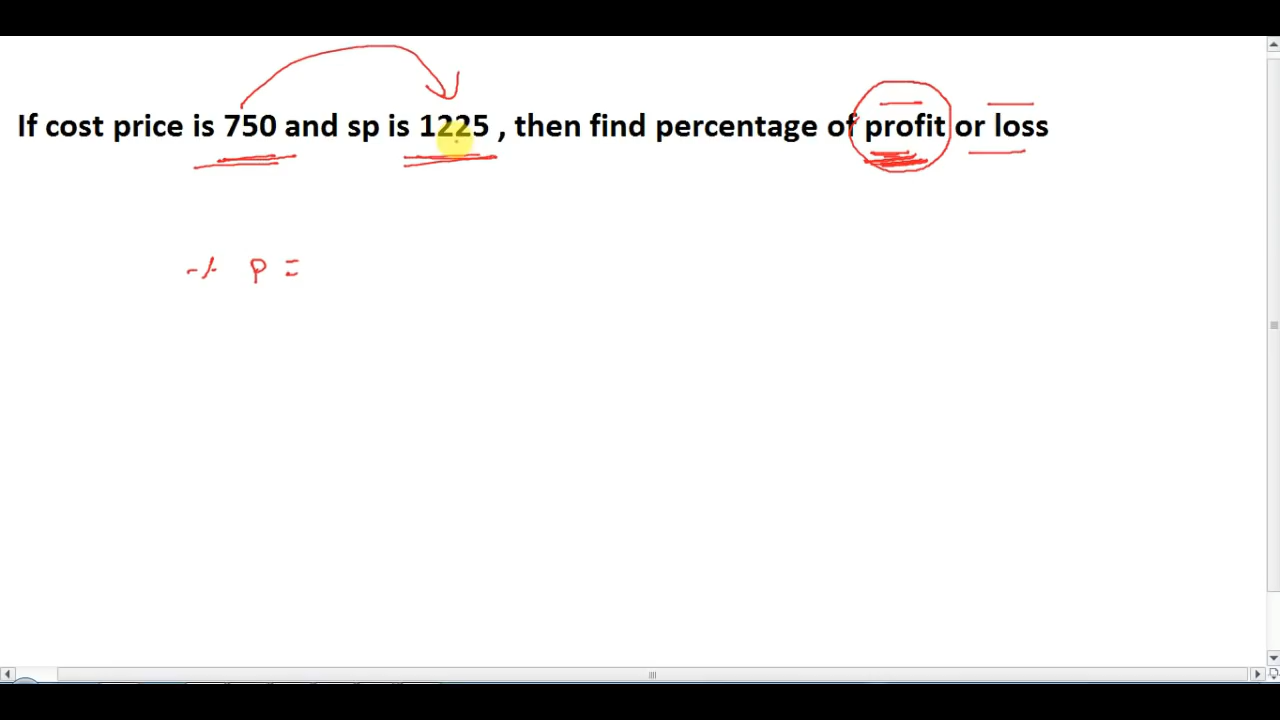 If cost price is 750 and sp is 1225 , then find percentage of profit or loss
% P =